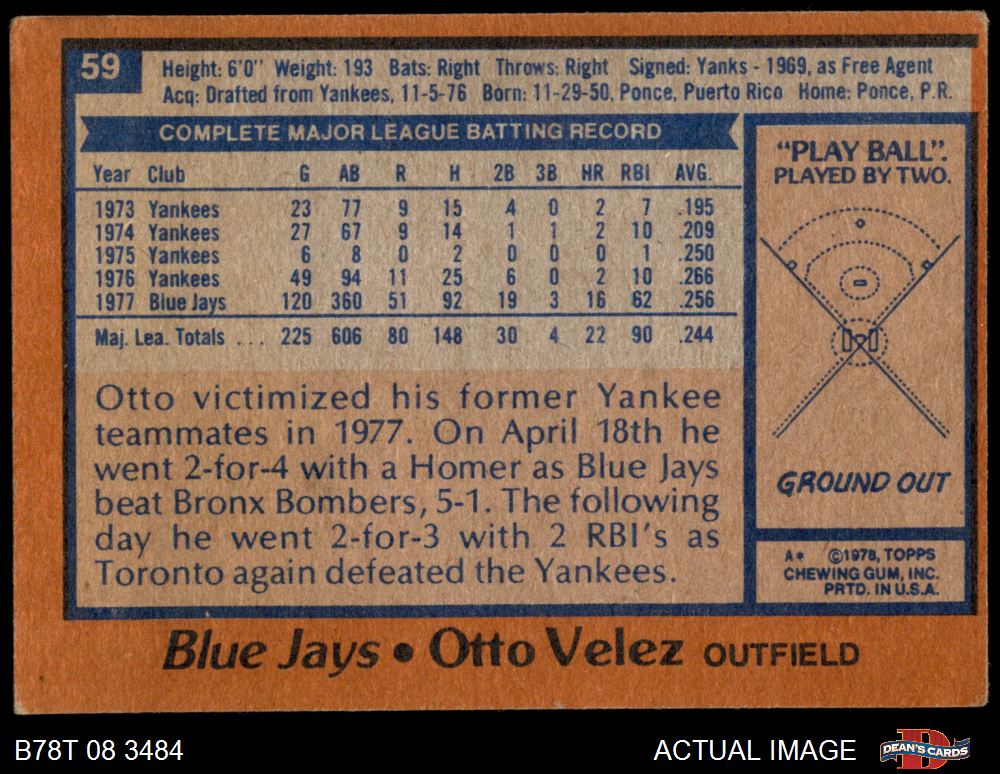 59
Height: 6'0" Weight: 193 Bats: Right Throws: Right Signed: Yanks - 1969, as Free Agent
Acq: Drafted from Yankees, 11-5-76 Born: 11-29-50, Ponce, Puerto Rico Home: Ponce, P.R.
COMPLETE MAJOR LEAGUE BATTING RECORD
Year Club G AB R H 2B 3B HR RBI AVG.
1973 Yankees 23 77 9 15 4 0 2 7 .195
1974 Yankees 27 67 9 14 1 1 2 10 .209
1975 Yankees 6 8 0 2 0 0 0 1 .250
1976 Yankees 49 94 11 25 6 0 2 10 .266
1977 Blue Jays 120 360 51 92 19 3 16 62 .256
Maj. Lea. Totals ... 225 606 80 148 30 4 22 90 .244
Otto victimized his former Yankee
teammates in 1977. On April 18th he
went 2-for-4 with a Homer as Blue Jays
beat Bronx Bombers, 5-1. The following
day he went 2-for-3 with 2 RBI's as
Toronto again defeated the Yankees.
"PLAY BALL".
PLAYED BY TWO.
GROUND OUT
A* ©1978, TOPPS
CHEWING GUM, INC.
PRTD. IN U.S.A.
Blue Jays • Otto Velez OUTFIELD
B78T 08 3484
ACTUAL IMAGE
DEAN'S CARDS